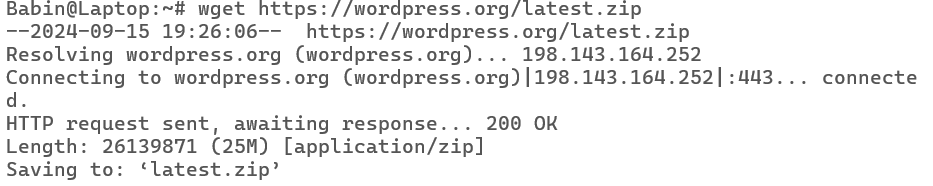 Babin@Laptop:~# wget https://wordpress.org/latest.zip
--2024-09-15 19:26:06--  https://wordpress.org/latest.zip
Resolving wordpress.org (wordpress.org)... 198.143.164.252
Connecting to wordpress.org (wordpress.org)|198.143.164.252|:443... connecte
d.
HTTP request sent, awaiting response... 200 OK
Length: 26139871 (25M) [application/zip]
Saving to: ‘latest.zip’